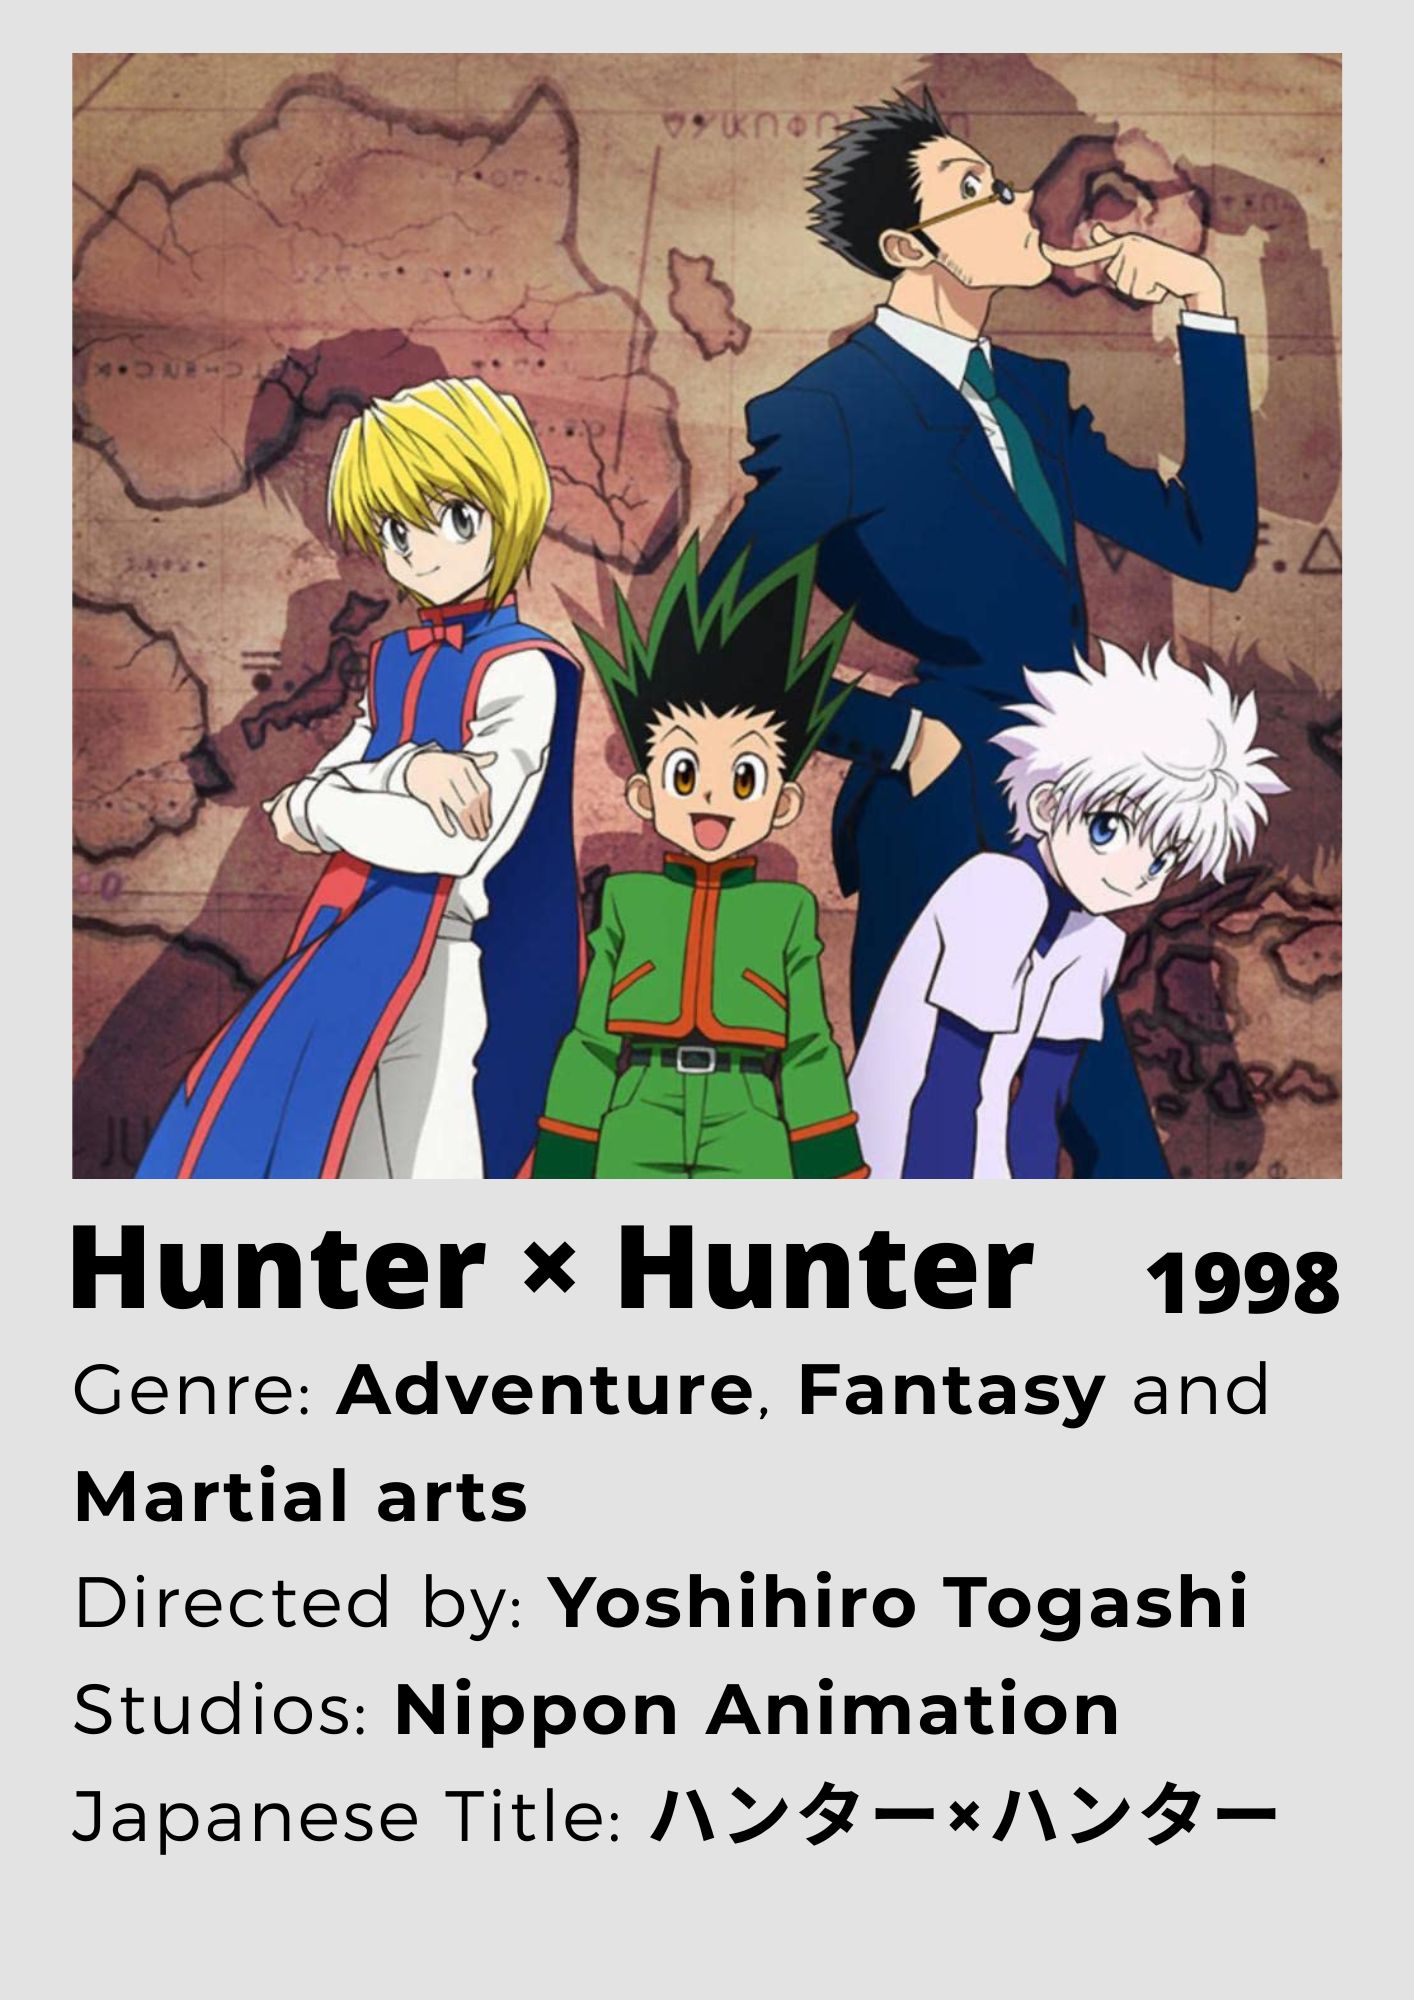 Hunter × Hunter 1998
Genre: Adventure, Fantasy and
Martial arts
Directed by: Yoshihiro Togashi
Studios: Nippon Animation
Japanese Title: ハンター×ハンター